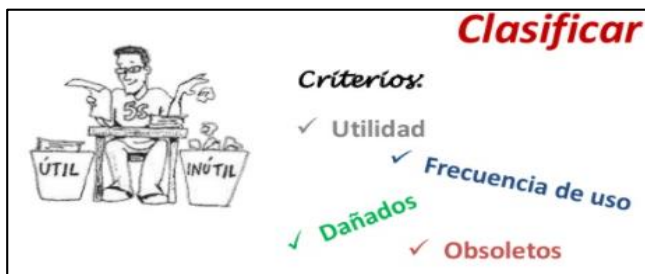 Clasificar
Criterios:
✓ Utilidad
✓ Frecuencia de uso
✓ Dañados
✓ Obsoletos
5S
ÚTIL
INÚTIL